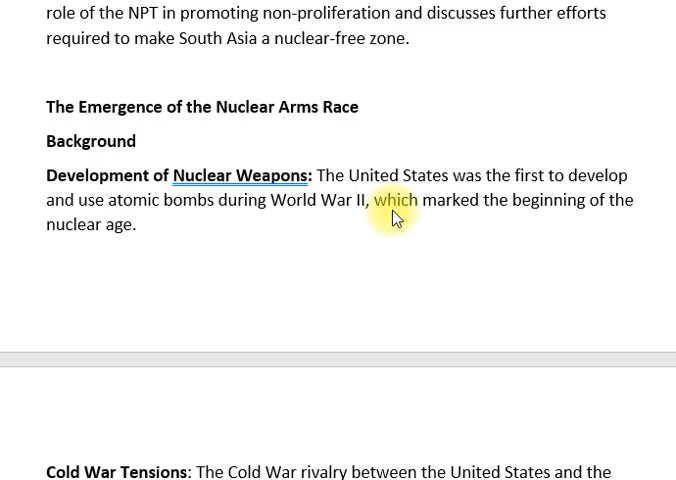 role of the NPT in promoting non-proliferation and discusses further efforts
required to make South Asia a nuclear-free zone.
The Emergence of the Nuclear Arms Race
Background
Development of Nuclear Weapons: The United States was the first to develop
and use atomic bombs during World War II, which marked the beginning of the
nuclear age.
Cold War Tensions: The Cold War rivalry between the United States and the